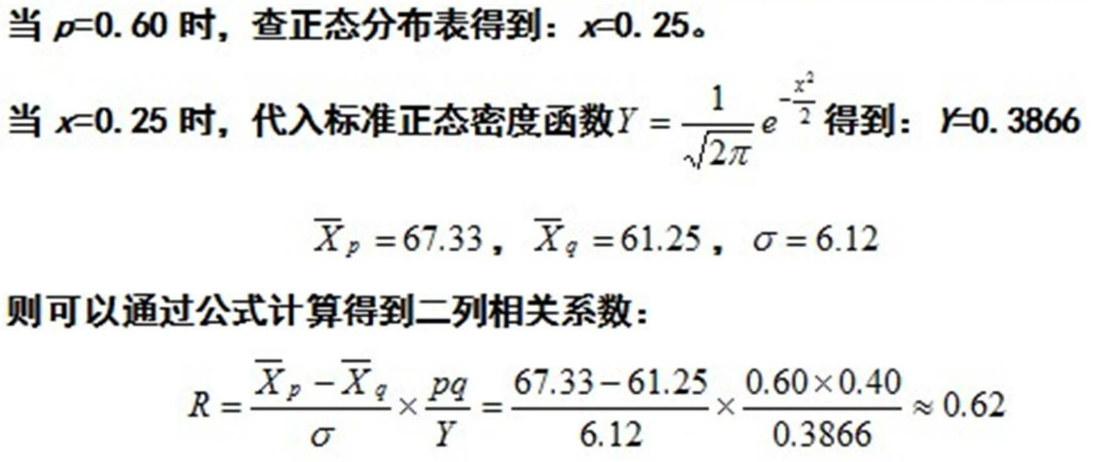 当 p=0.60 时，查正态分布表得到：x=0.25。
当 x=0.25 时，代入标准正态密度函数 $Y = \frac{1}{\sqrt{2\pi}} e^{-\frac{x^2}{2}}$ 得到：Y=0.3866
$\overline{X}_p = 67.33$，$\overline{X}_q = 61.25$，$\sigma = 6.12$
则可以通过公式计算得到二列相关系数：
$R = \frac{\overline{X}_p - \overline{X}_q}{\sigma} \times \frac{pq}{Y} = \frac{67.33 - 61.25}{6.12} \times \frac{0.60 \times 0.40}{0.3866} \approx 0.62$